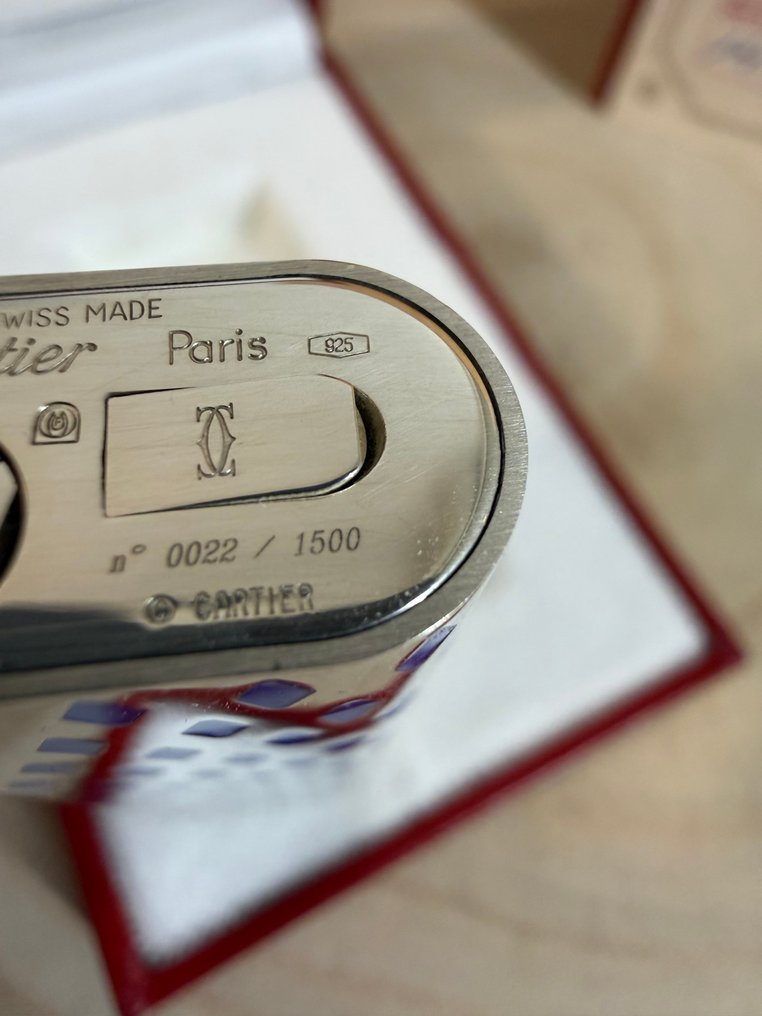 WISS MADE
tier Paris 925
n° 0022 / 1500
© CARTIER